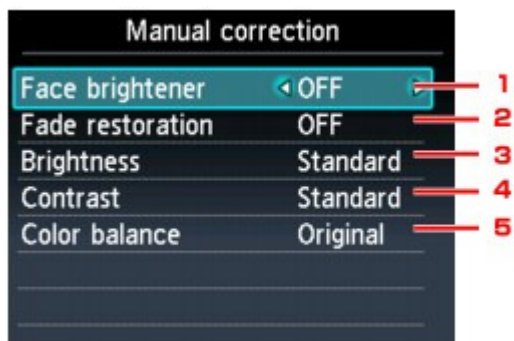 Manual correction
Face brightener OFF 1
Fade restoration OFF 2
Brightness Standard 3
Contrast Standard 4
Color balance Original 5